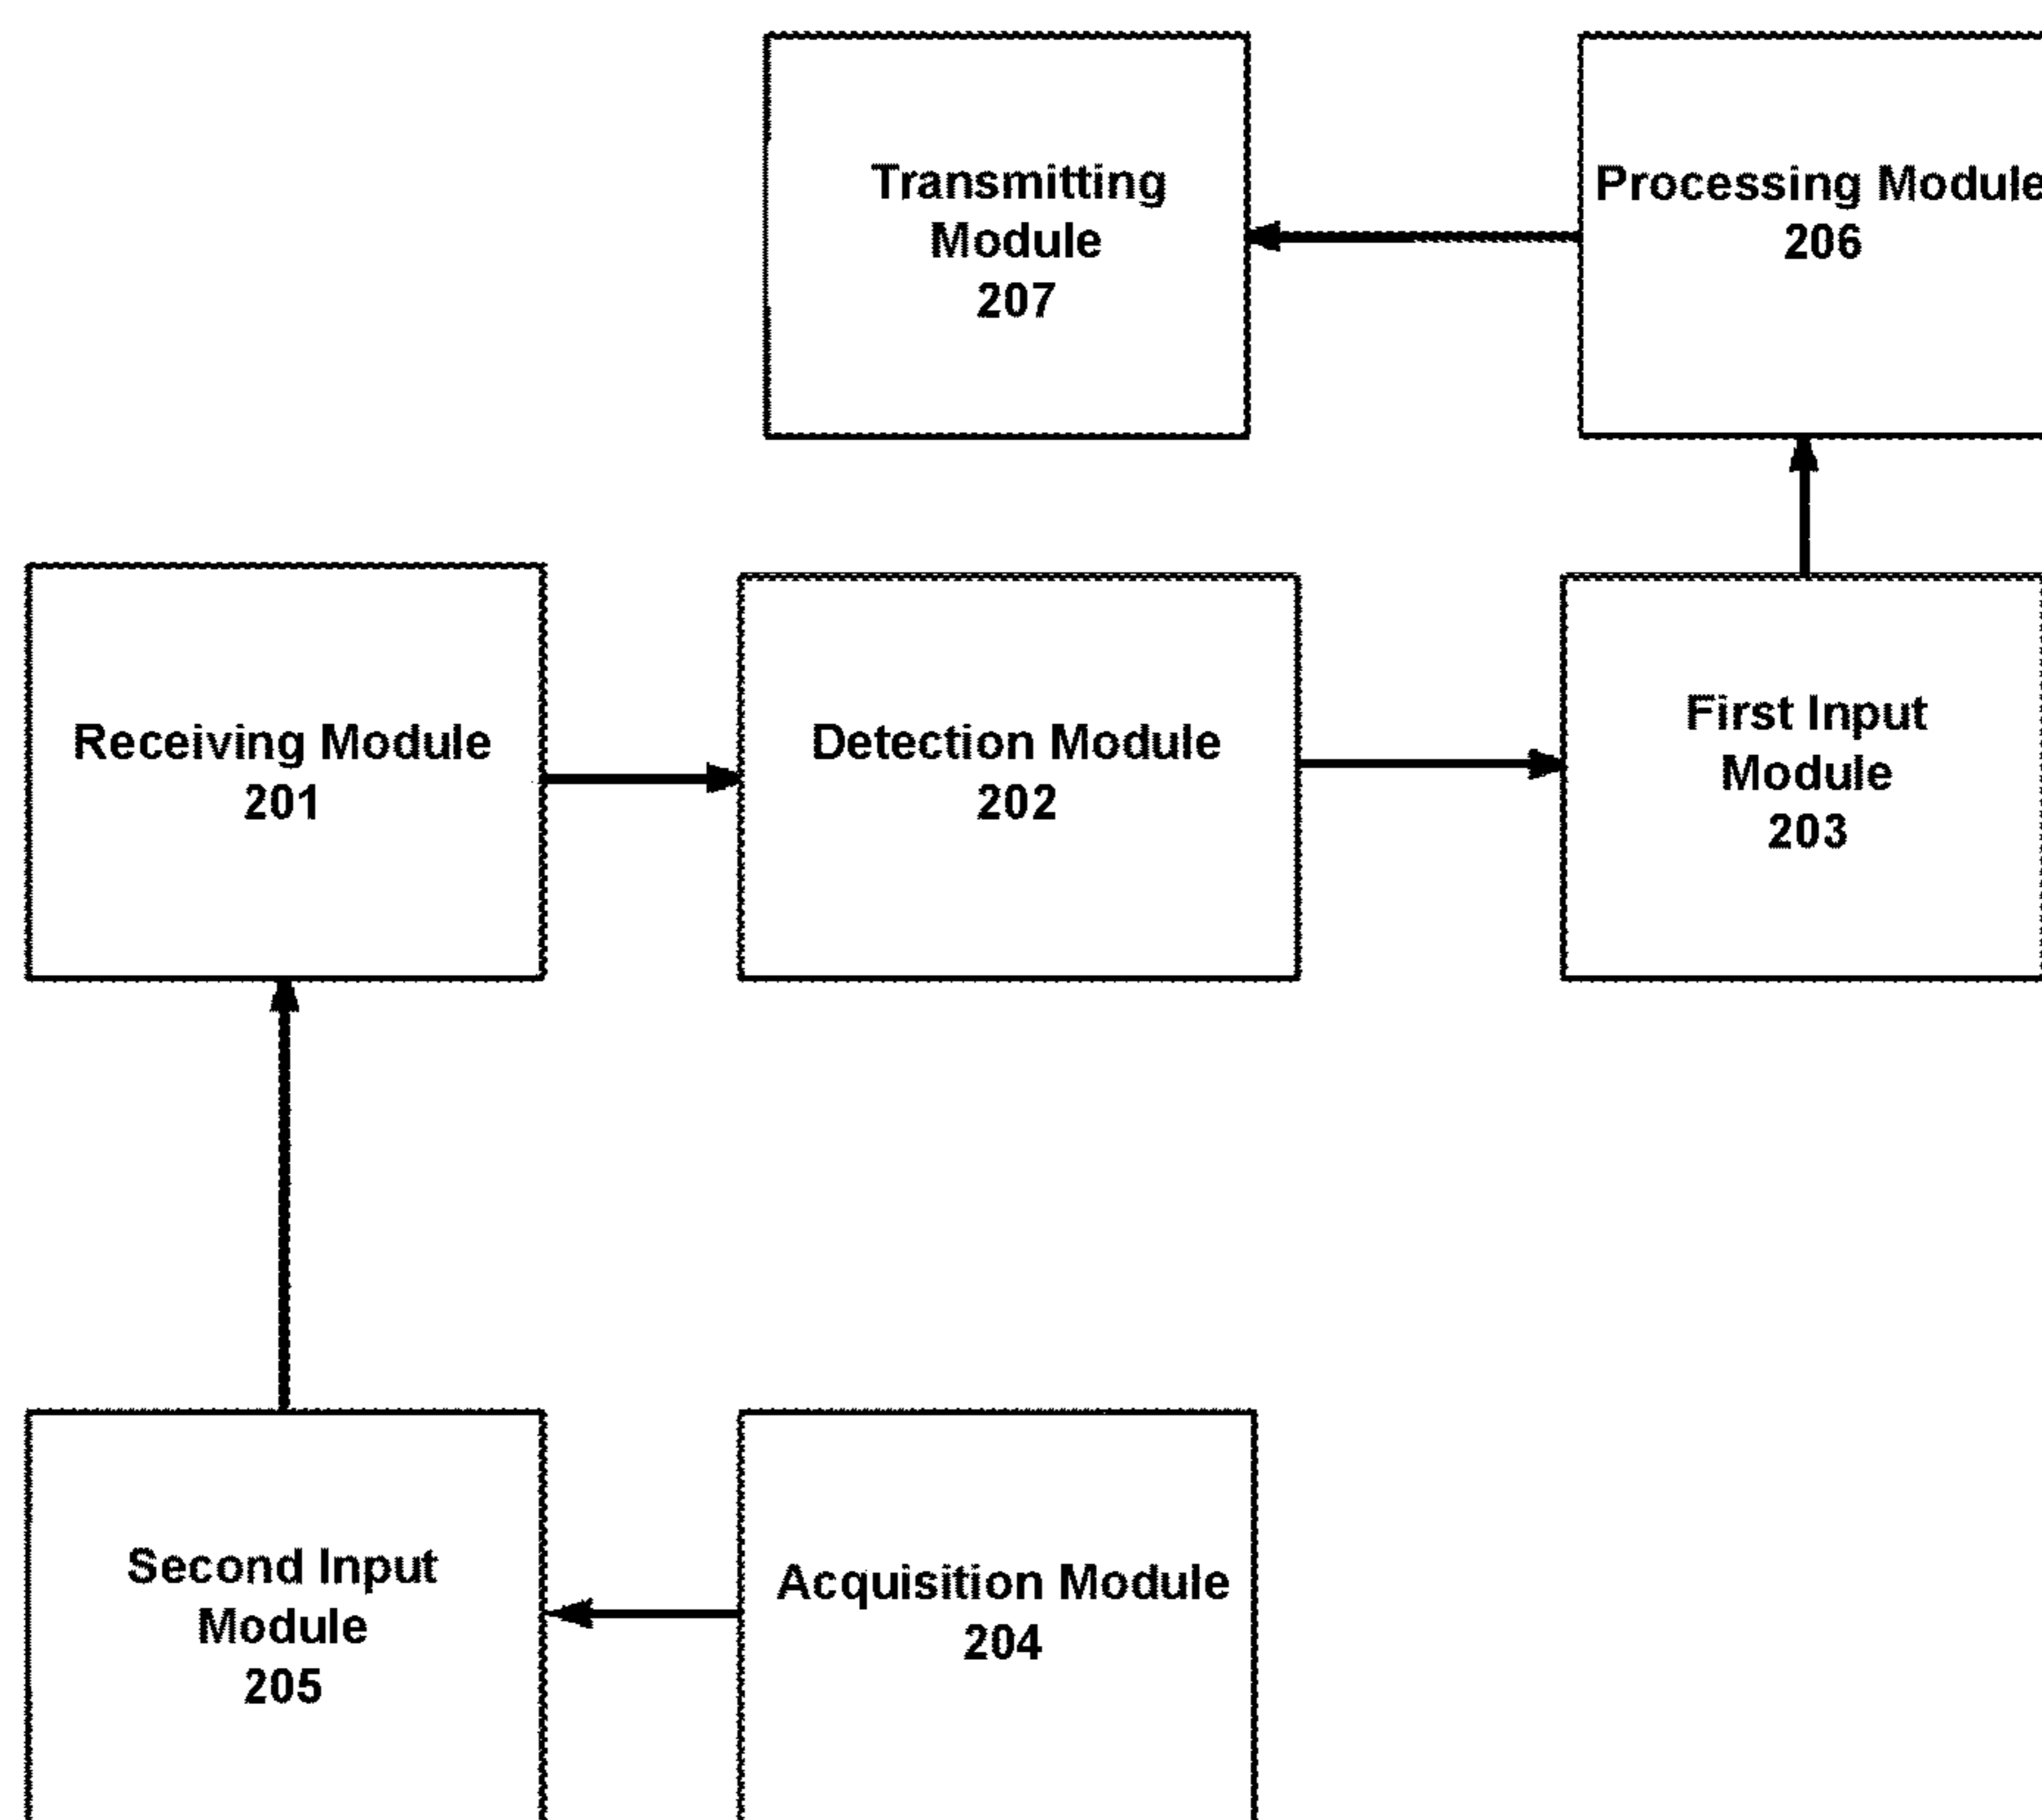 Transmitting
Module
207
Processing Module
206
Receiving Module
201
Detection Module
202
First Input
Module
203
Second Input
Module
205
Acquisition Module
204